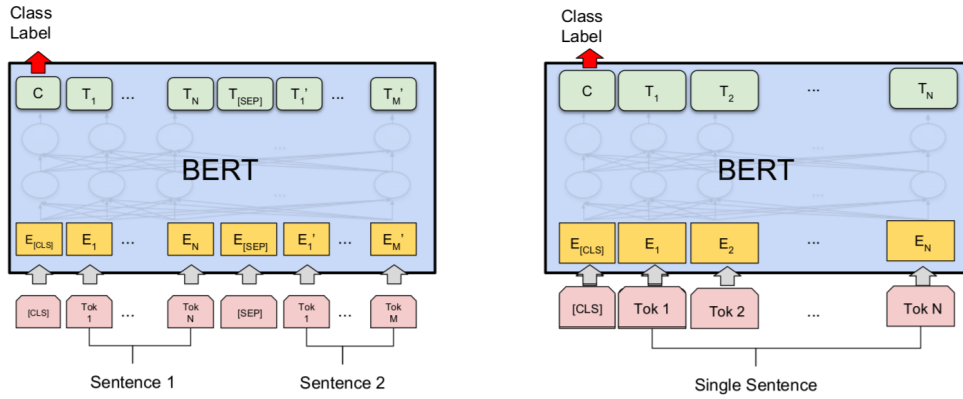 Class
Label
C T1 ... TN T[SEP] T1' ... TM'
...
BERT
...
E[CLS] E1 ... EN E[SEP] E1' ... EM'
[CLS] Tok 1 ... Tok N [SEP] Tok 1 ... Tok M
Sentence 1 Sentence 2
Class
Label
C T1 T2 ... TN
...
BERT
...
E[CLS] E1 E2 ... EN
[CLS] Tok 1 Tok 2 ... Tok N
Single Sentence